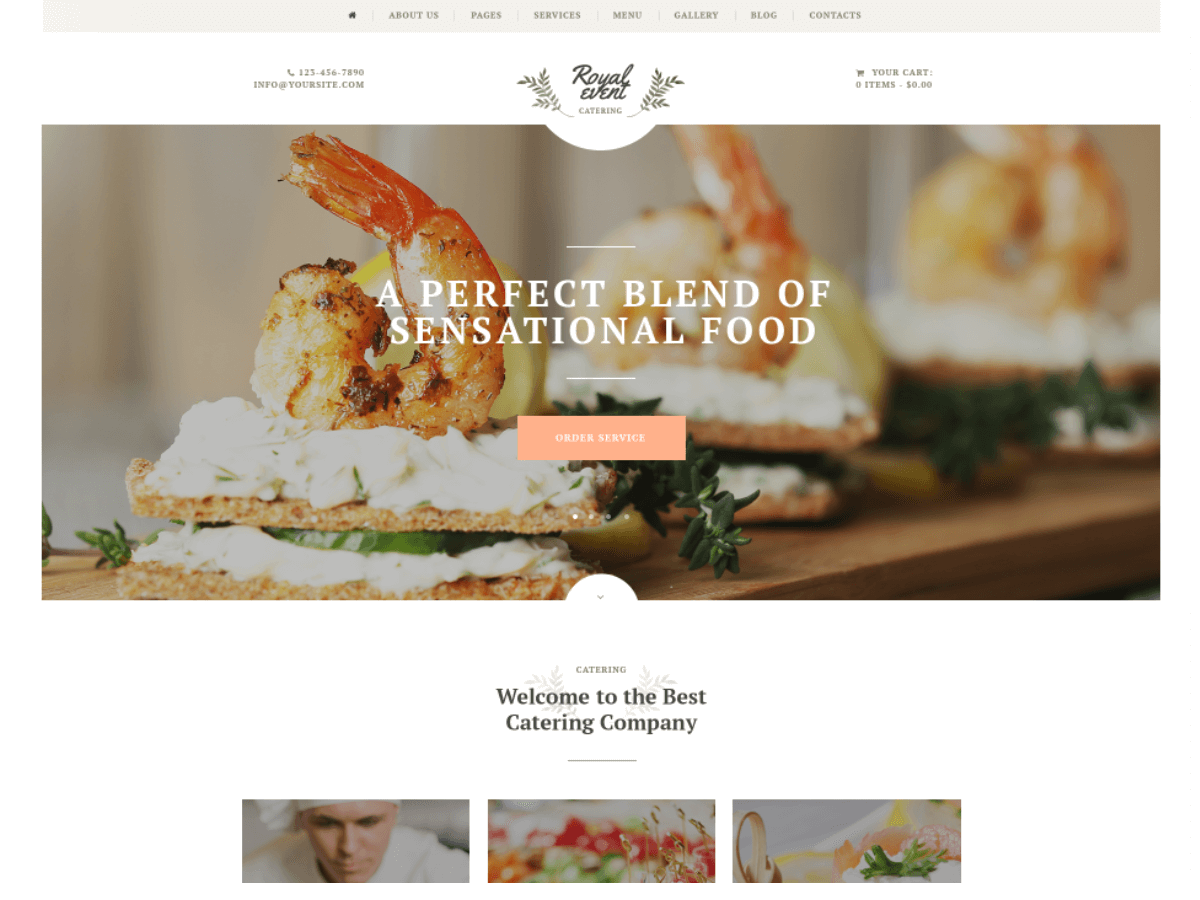 ABOUT US
PAGES
SERVICES
MENU
GALLERY
BLOG
CONTACTS
123-456-7890
INFO@YOURSITE.COM
Royal
event
CATERING
YOUR CART:
0 ITEMS - $0.00
A PERFECT BLEND OF
SENSATIONAL FOOD
ORDER SERVICE
CATERING
Welcome to the Best
Catering Company